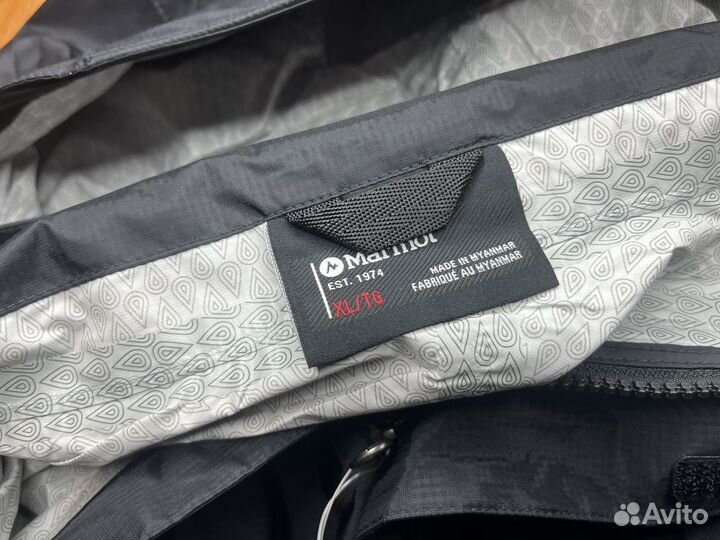 Marmot
EST. 1974
XL/TG
MADE IN MYANMAR
FABRIQUÉ AU MYANMAR
Avito